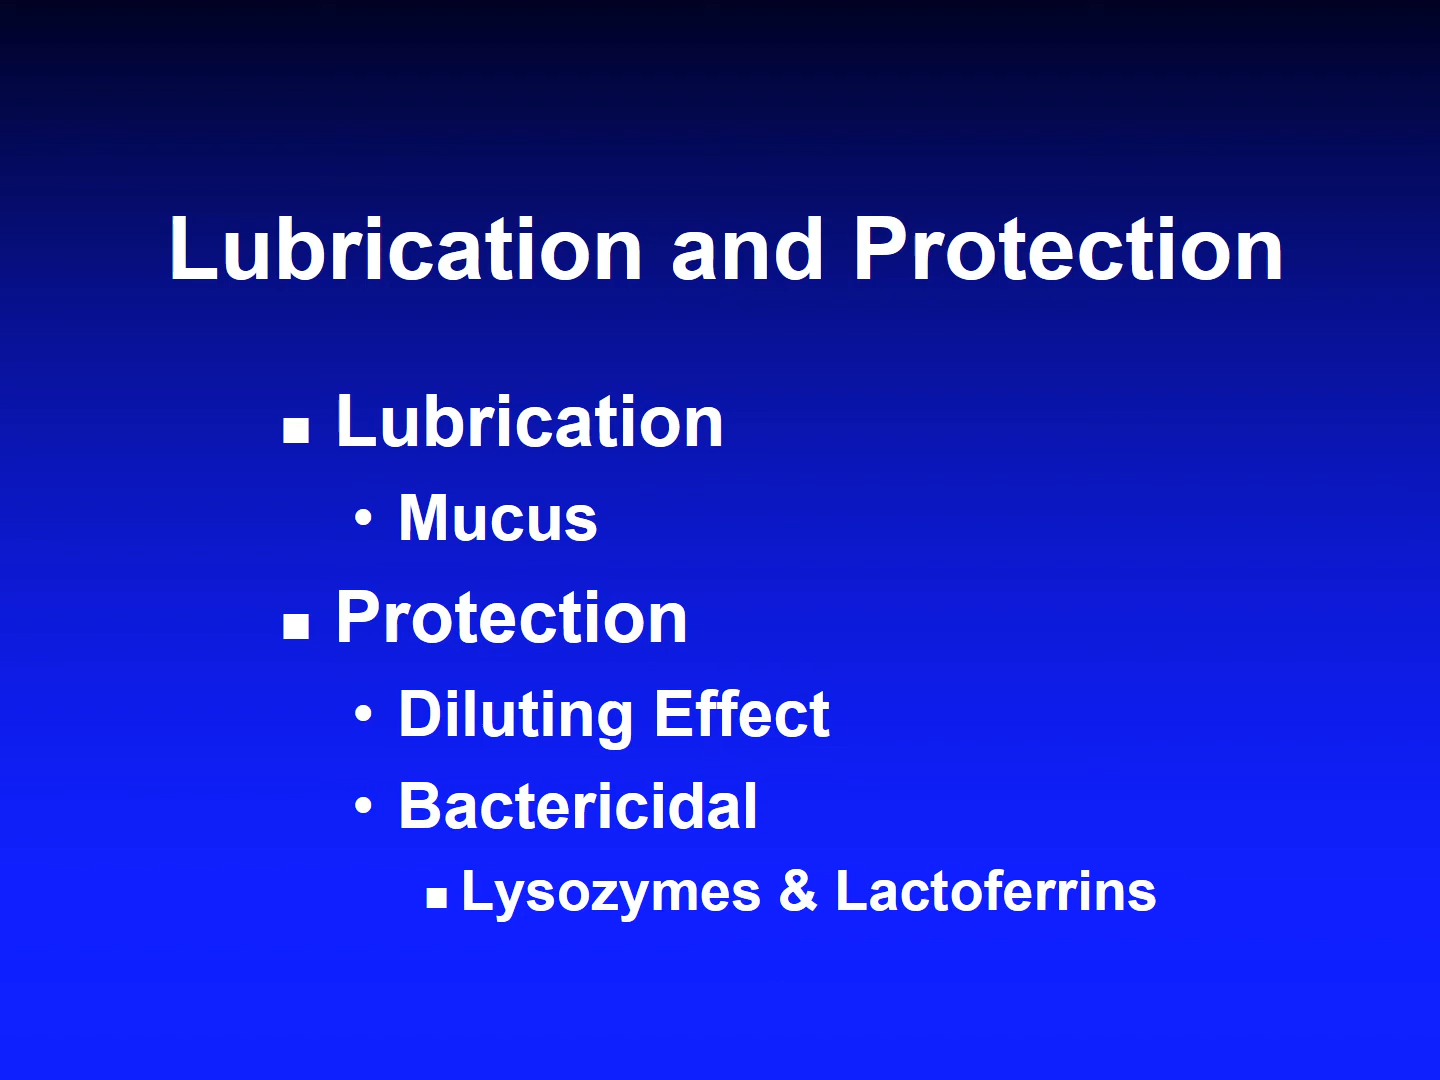 Lubrication and Protection
■ Lubrication
• Mucus
■ Protection
• Diluting Effect
• Bactericidal
■ Lysozymes & Lactoferrins